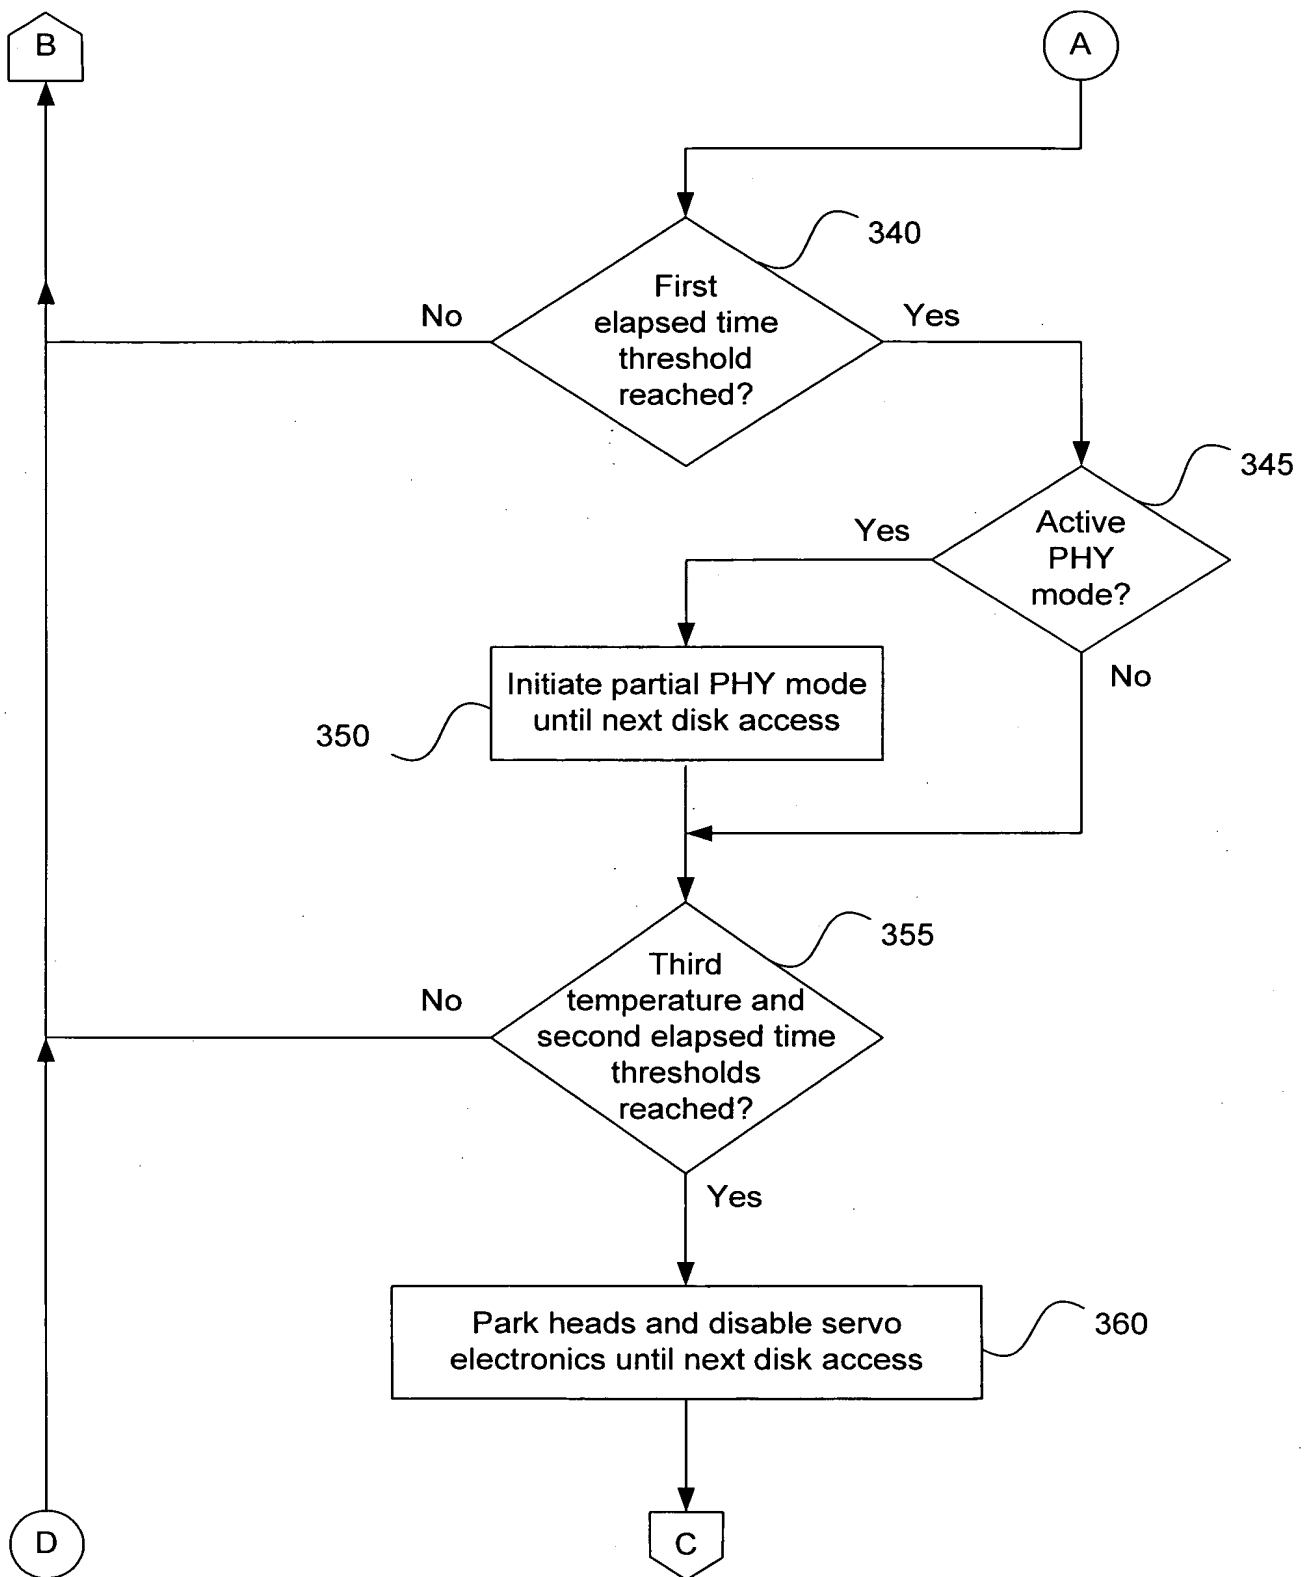 B
A
340
First
elapsed time
threshold
reached?
No
Yes
345
Active
PHY
mode?
Yes
No
Initiate partial PHY mode
until next disk access
350
355
Third
temperature and
second elapsed time
thresholds
reached?
No
Yes
Park heads and disable servo
electronics until next disk access
360
D
C